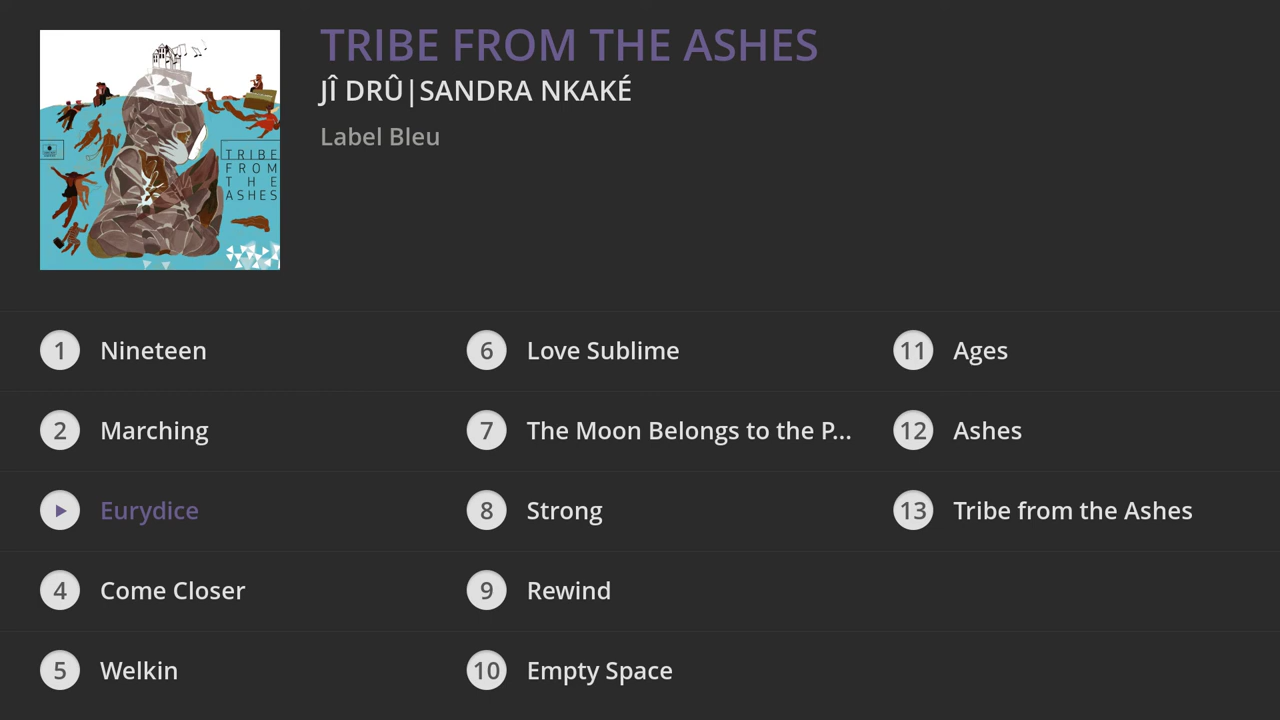 TRIBE FROM THE ASHES
JÎ DRÛ|SANDRA NKAKÉ
Label Bleu
TRIBE
FROM
THE
ASHES
1 Nineteen
2 Marching
Eurydice
4 Come Closer
5 Welkin
6 Love Sublime
7 The Moon Belongs to the P...
8 Strong
9 Rewind
10 Empty Space
11 Ages
12 Ashes
13 Tribe from the Ashes